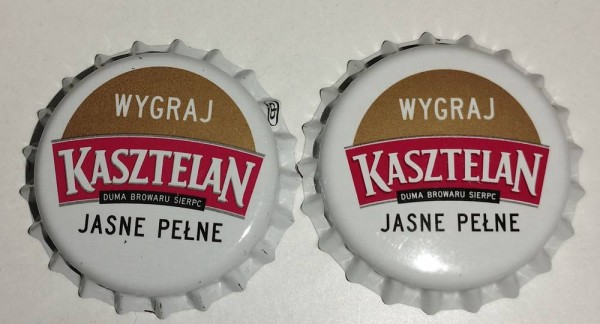 WYGRAJ
KASZTELAN
DUMA BROWARU SIERPC
JASNE PEŁNE
WYGRAJ
KASZTELAN
DUMA BROWARU SIERPC
JASNE PEŁNE